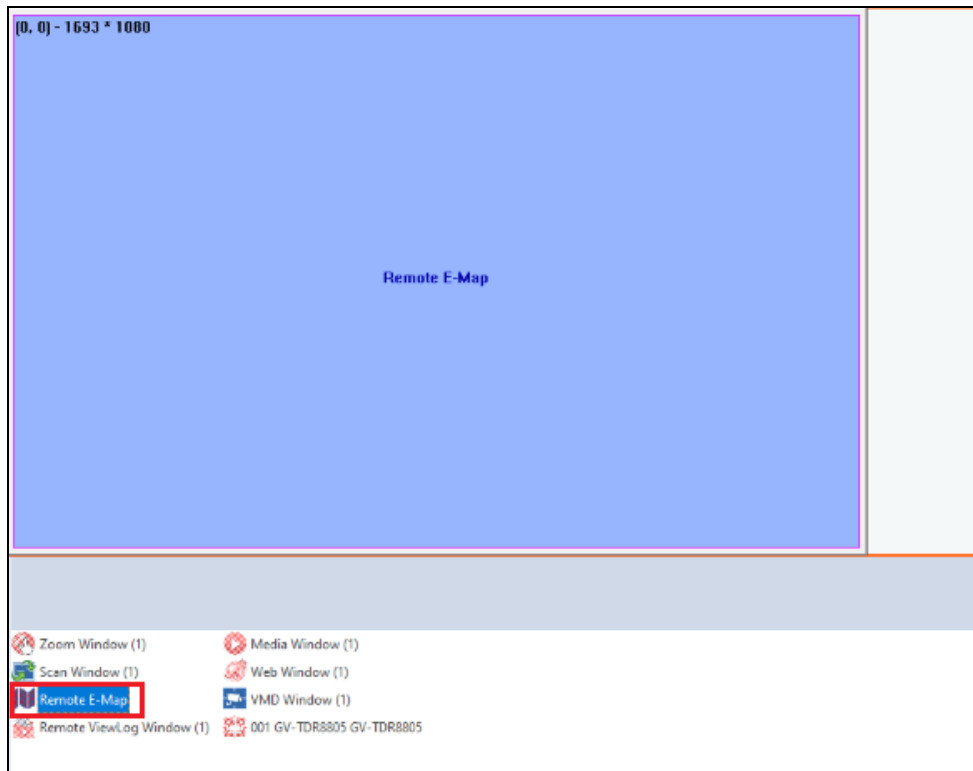 (0, 0) - 1693 * 1080
Remote E-Map
Zoom Window (1)
Media Window (1)
Scan Window (1)
Web Window (1)
Remote E-Map
VMD Window (1)
Remote ViewLog Window (1)
001 GV-TDR8805 GV-TDR8805